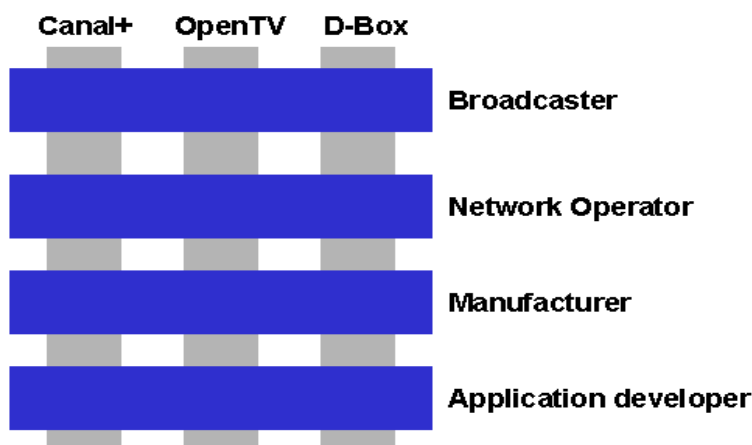 Canal+ OpenTV D-Box
Broadcaster
Network Operator
Manufacturer
Application developer